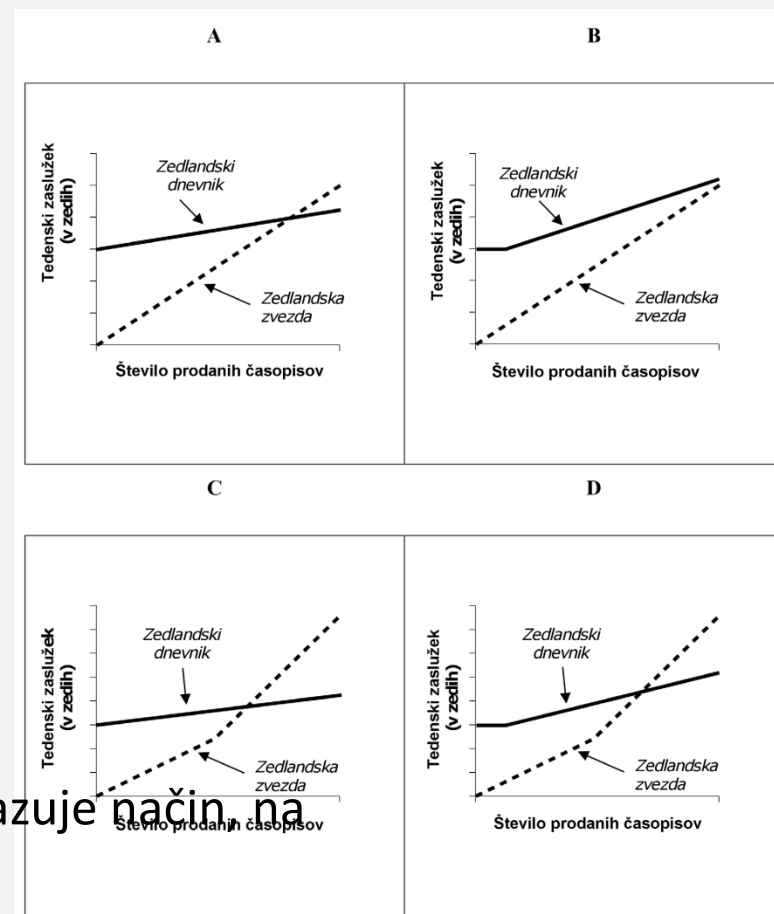 A
B
Tedenski zaslužek
(v zedih)
Zedlandski
dnevnik
Zedlandska
zvezda
Število prodanih časopisov
Tedenski zaslužek
(v zedih)
Zedlandski
dnevnik
Zedlandska
zvezda
Število prodanih časopisov
C
D
Tedenski zaslužek
(v zedih)
Zedlandski
dnevnik
Zedlandska
zvezda
Število prodanih časopisov
Tedenski zaslužek
(v zedih)
Zedlandski
dnevnik
Zedlandska
zvezda
Število prodanih časopisov
azuje način, na